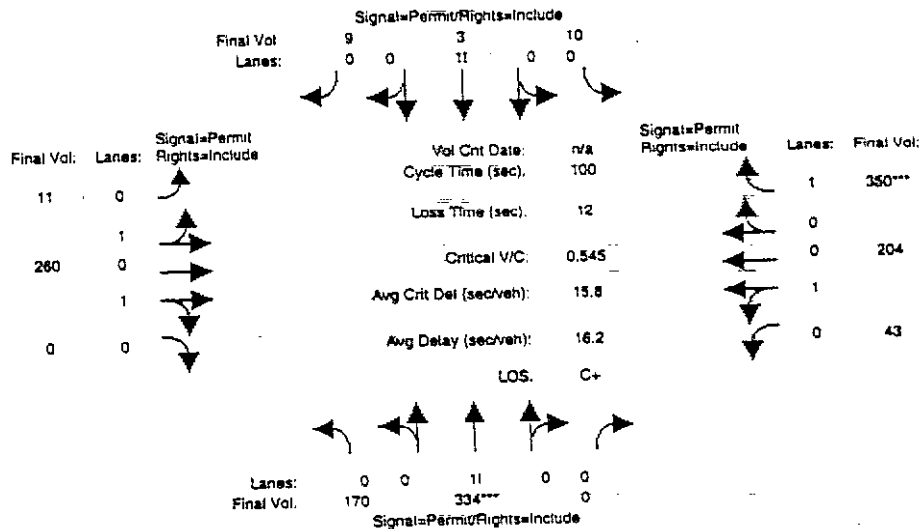 Signal=Permit/Rights=Include
Final Vol 9 3 10
Lanes: 0 0 1! 0 0
Signal=Permit
Final Vol: Lanes: Rights=Include
11 0
1
260 0
1
0 0
Vol Cnt Date: n/a
Cycle Time (sec). 100
Loss Time (sec). 12
Critical V/C: 0.545
Avg Crit Del (sec/veh): 15.8
Avg Delay (sec/veh): 16.2
LOS. C+
Signal=Permit
Rights=Include Lanes: Final Vol:
1 350***
0
0 204
1
0 43
Lanes: 0 0 1! 0 0
Final Vol. 170 334*** 0
Signal=Permit/Rights=Include